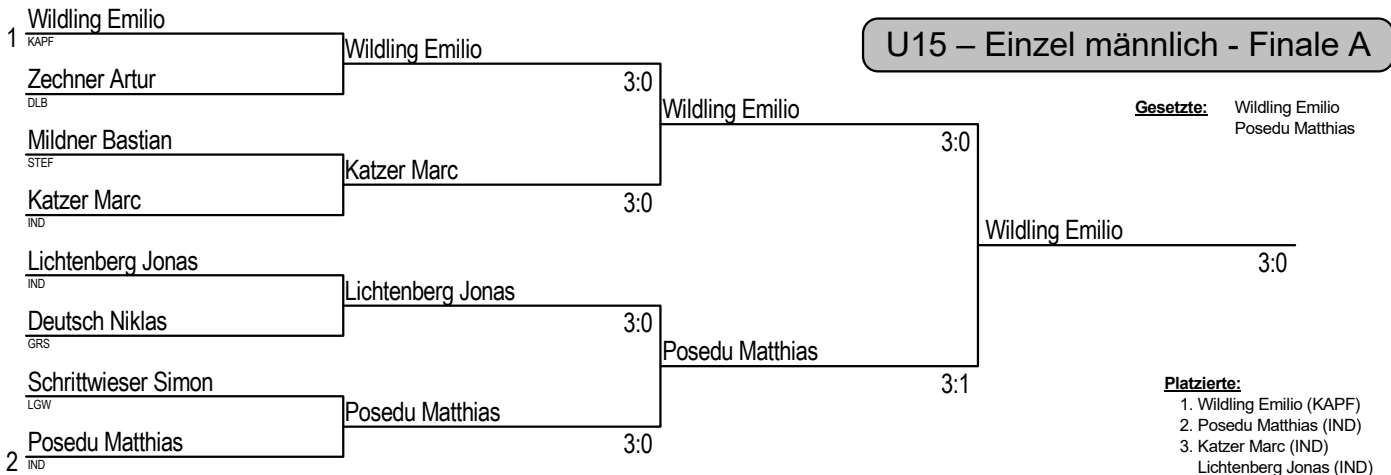 U15 – Einzel männlich - Finale A
Gesetzte: Wildling Emilio
Posedu Matthias
1 Wildling Emilio
KAPF
Zechner Artur
DLB
Mildner Bastian
STEF
Katzer Marc
IND
Lichtenberg Jonas
IND
Deutsch Niklas
GRS
Schrittwieser Simon
LGW
2 Posedu Matthias
IND
Wildling Emilio
3:0
Katzer Marc
3:0
Lichtenberg Jonas
3:0
Posedu Matthias
3:0
Wildling Emilio
3:0
Posedu Matthias
3:1
Wildling Emilio
3:0
Platzierte:
1. Wildling Emilio (KAPF)
2. Posedu Matthias (IND)
3. Katzer Marc (IND)
Lichtenberg Jonas (IND)